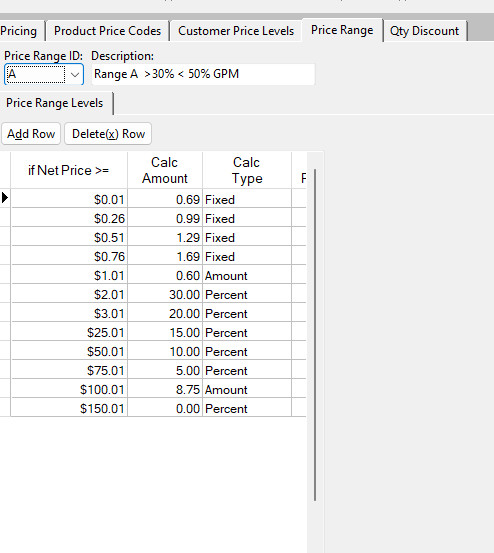 Pricing Product Price Codes Customer Price Levels Price Range Qty Discount
Price Range ID: Description:
A Range A >30% < 50% GPM
Price Range Levels
Add Row Delete(x) Row
if Net Price >= Calc Amount Calc Type
$0.01 0.69 Fixed
$0.26 0.99 Fixed
$0.51 1.29 Fixed
$0.76 1.69 Fixed
$1.01 0.60 Amount
$2.01 30.00 Percent
$3.01 20.00 Percent
$25.01 15.00 Percent
$50.01 10.00 Percent
$75.01 5.00 Percent
$100.01 8.75 Amount
$150.01 0.00 Percent